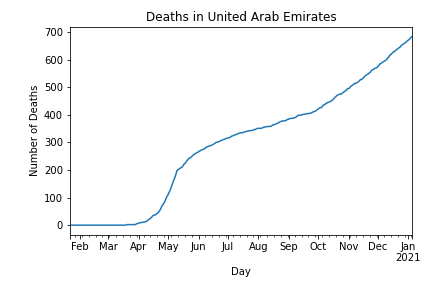 Deaths in United Arab Emirates
Number of Deaths
700
600
500
400
300
200
100
0
Feb Mar Apr May Jun Jul Aug Sep Oct Nov Dec Jan
2021
Day